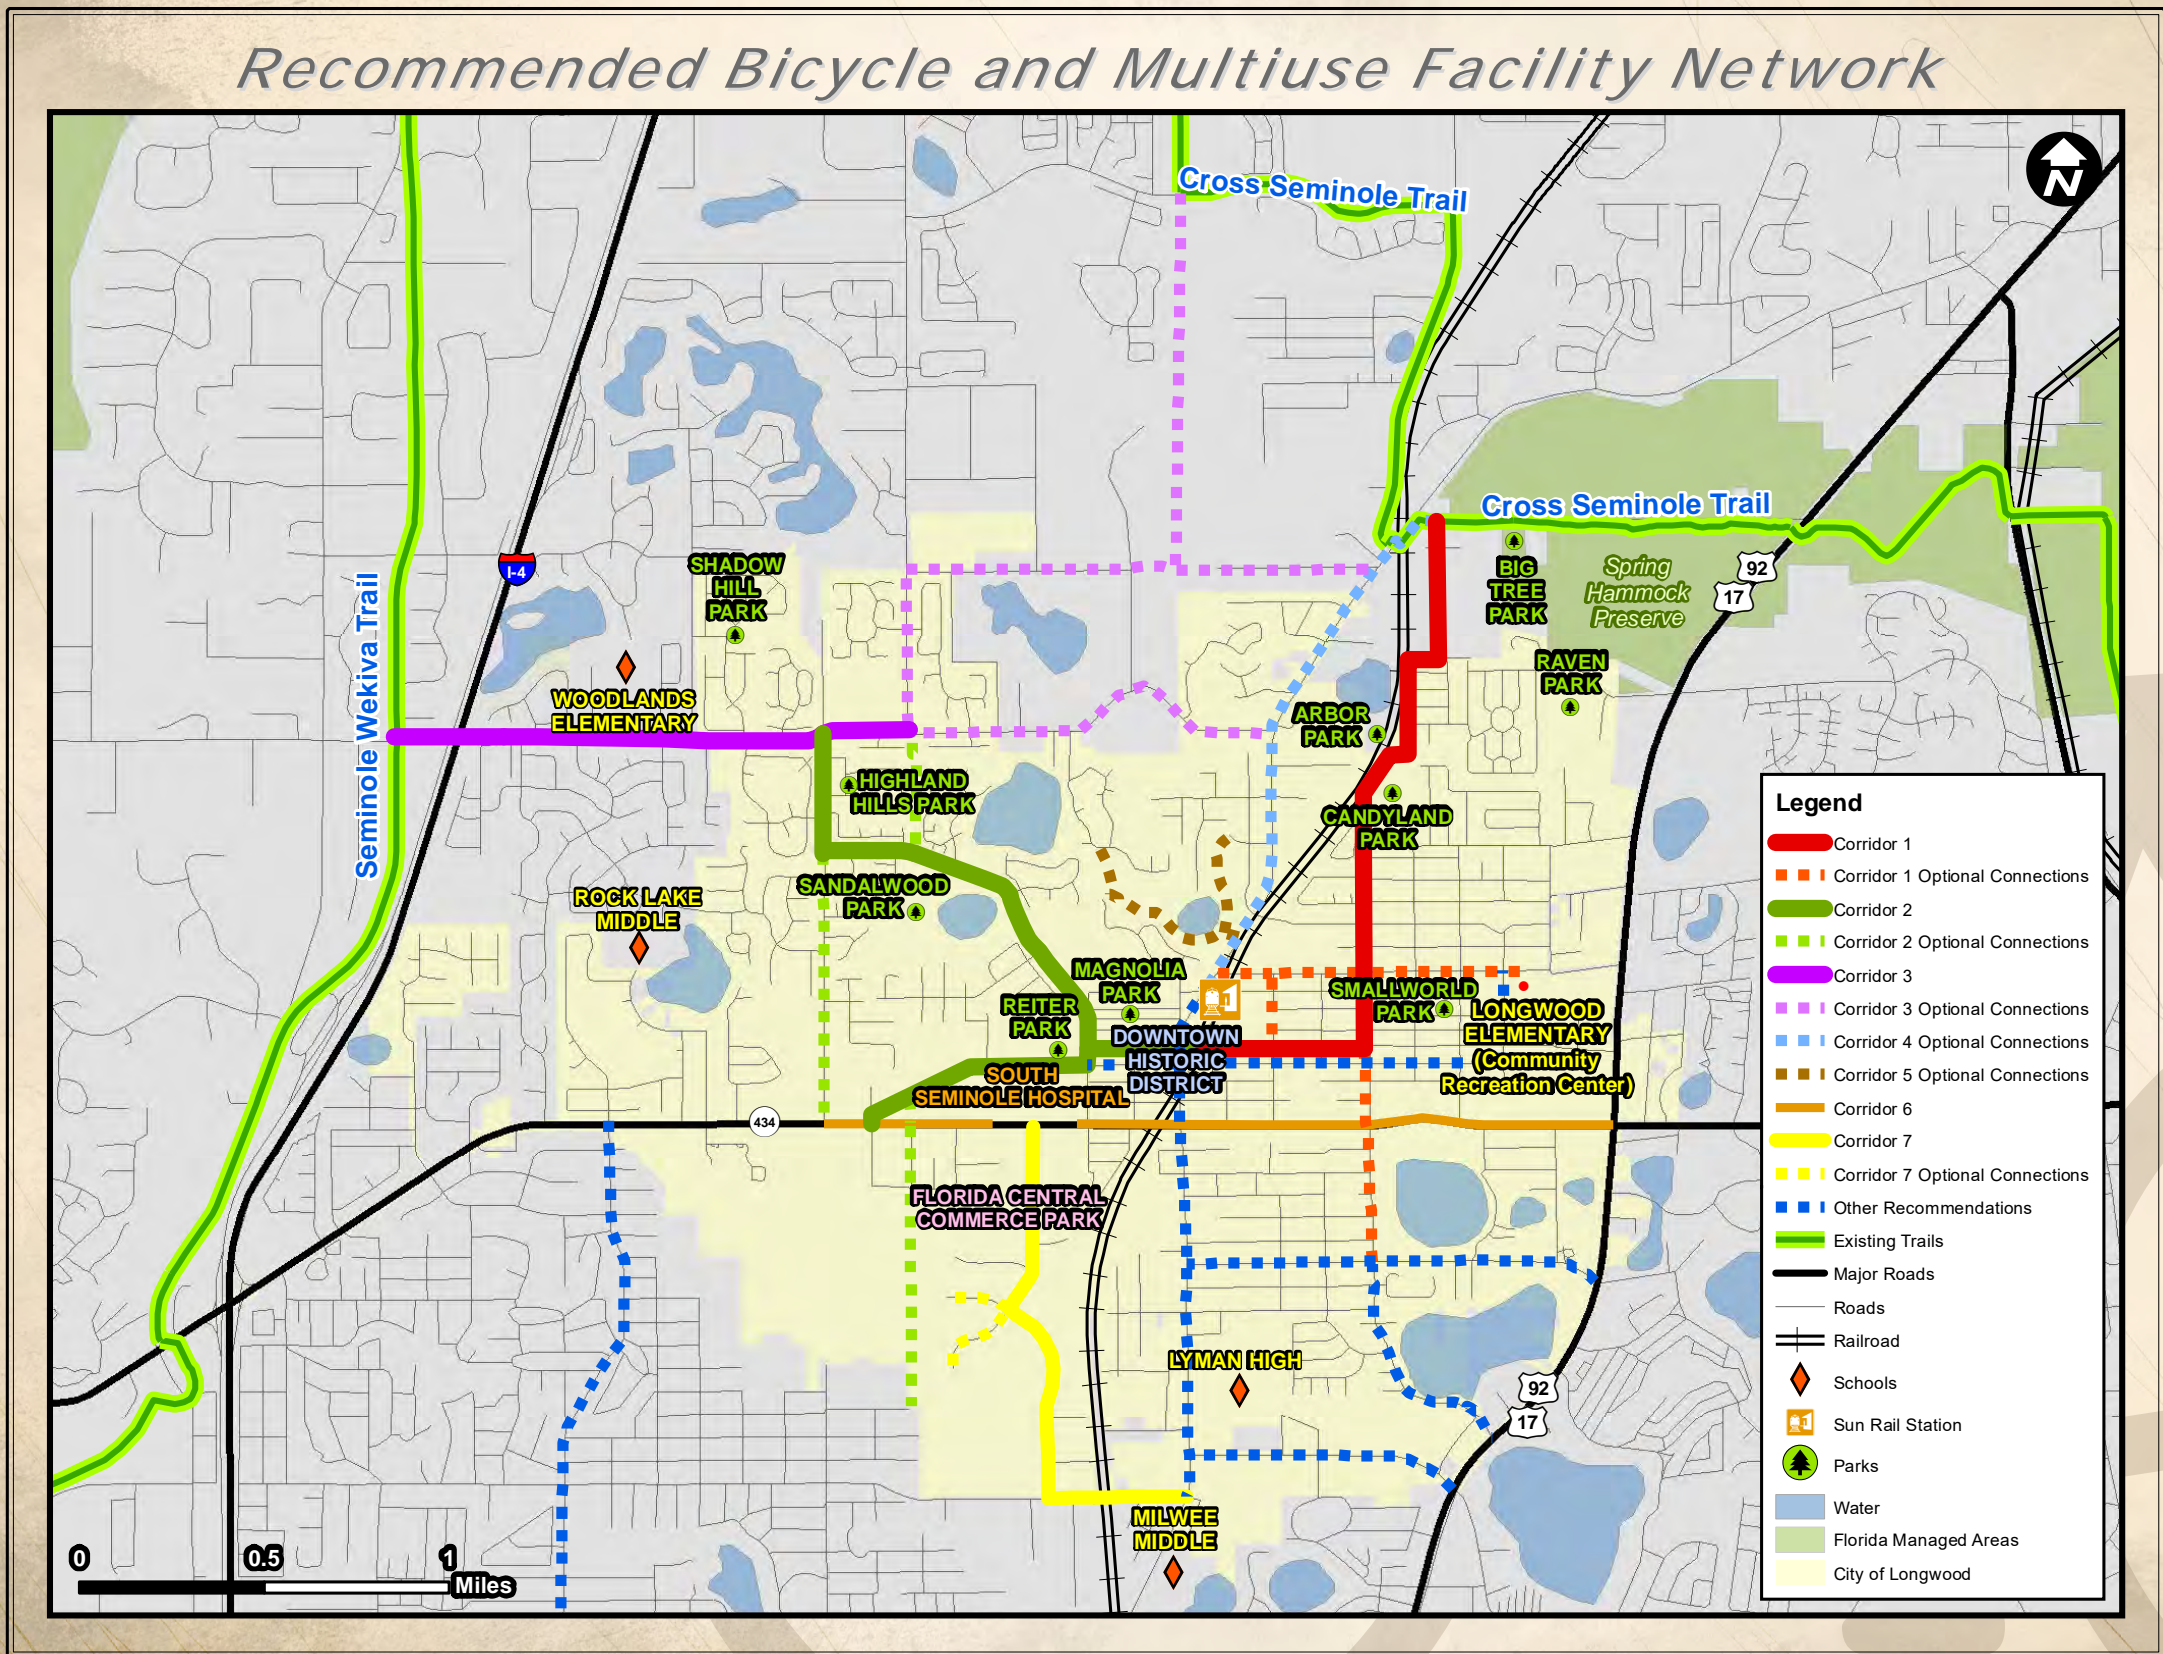 Recommended Bicycle and Multiuse Facility Network
N
Cross Seminole Trail
Cross Seminole Trail
I-4
SHADOW
HILL
PARK
BIG
TREE
PARK
Spring
Hammock
Preserve
92
17
Seminole Wekiva Trail
WOODLANDS
ELEMENTARY
RAVEN
PARK
ARBOR
PARK
HIGHLAND
HILLS PARK
CANDYLAND
PARK
SANDALWOOD
PARK
ROCK LAKE
MIDDLE
MAGNOLIA
PARK
REITER
PARK
SMALLWORLD
PARK
LONGWOOD
ELEMENTARY
(Community
Recreation Center)
DOWNTOWN
HISTORIC
DISTRICT
SOUTH
SEMINOLE HOSPITAL
434
FLORIDA CENTRAL
COMMERCE PARK
LYMAN HIGH
92
17
MILWEE
MIDDLE
0
0.5
1
Miles
Legend
Corridor 1
Corridor 1 Optional Connections
Corridor 2
Corridor 2 Optional Connections
Corridor 3
Corridor 3 Optional Connections
Corridor 4 Optional Connections
Corridor 5 Optional Connections
Corridor 6
Corridor 7
Corridor 7 Optional Connections
Other Recommendations
Existing Trails
Major Roads
Roads
Railroad
Schools
Sun Rail Station
Parks
Water
Florida Managed Areas
City of Longwood